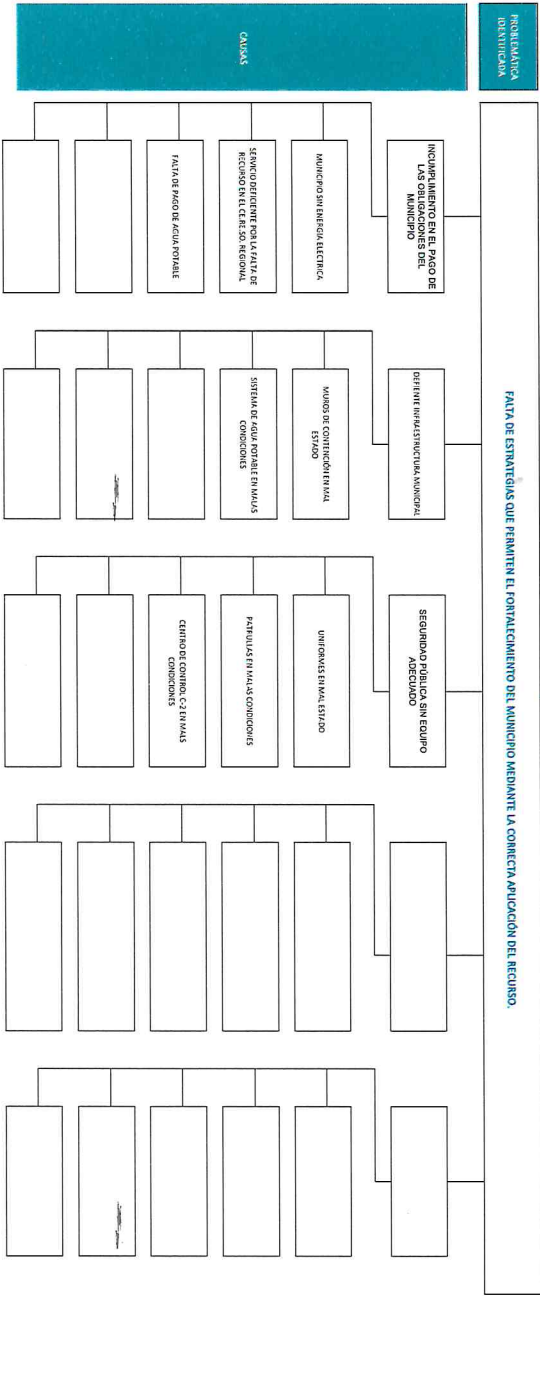 PROBLEMÁTICA
IDENTIFICADA
FALTA DE ESTRATEGIAS QUE PERMITEN EL FORTALECIMIENTO DEL MUNICIPIO MEDIANTE LA CORRECTA APLICACIÓN DEL RECURSO.
CAUSAS
INCUMPLIMIENTO EN EL PAGO DE
LAS OBLIGACIONES DEL
MUNICIPIO
MUNICIPIO SIN ENERGIA ELECTRICA
SERVICIO DEFICIENTE POR LA FALTA DE
RECURSO EN EL CE.RE.SO. REGIONAL
FALTA DE PAGO DE AGUA POTABLE
DEFIENTE INFRAESTRUCTURA MUNICIPAL
MUROS DE CONTENCIÓN EN MAL
ESTADO
SISTEMA DE AGUA POTABLE EN MALAS
CONDICIONES
SEGURIDAD PÚBLICA SIN EQUIPO
ADECUADO
UNIFORMES EN MAL ESTADO
PATRULLAS EN MALAS CONDICIONES
CENTRO DE CONTROL C-2 EN MALS
CONDICIONES